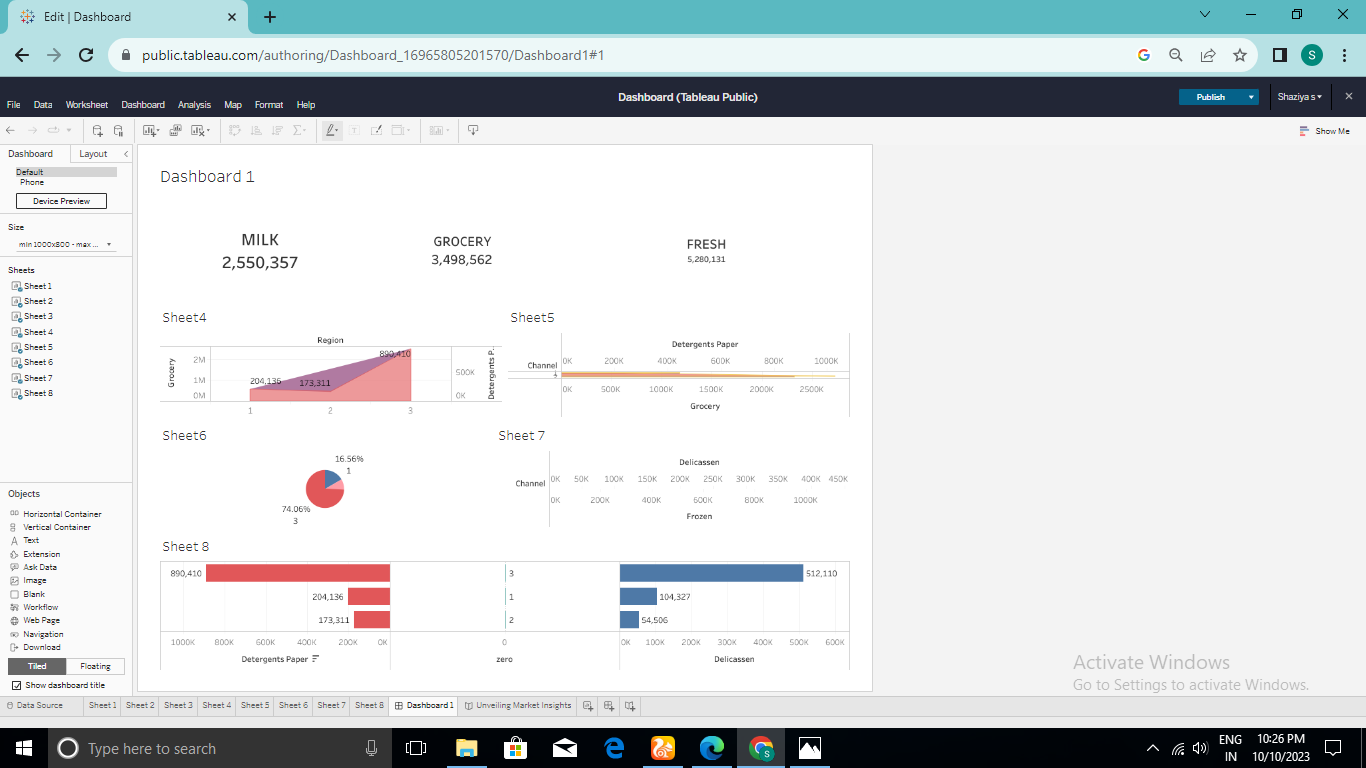 Edit | Dashboard
public.tableau.com/authoring/Dashboard_16965805201570/Dashboard1#1
G
S
File Data Worksheet Dashboard Analysis Map Format Help
Dashboard (Tableau Public)
Publish
Shaziya s
Show Me
Dashboard Layout
Default
Phone
Device Preview
Size
min 1000x800 - max ...
Sheets
Sheet 1
Sheet 2
Sheet 3
Sheet 4
Sheet 5
Sheet 6
Sheet 7
Sheet 8
Objects
Horizontal Container
Vertical Container
A Text
Extension
Ask Data
Image
Blank
Workflow
Web Page
Navigation
Download
Tiled Floating
Show dashboard title
Dashboard 1
MILK
2,550,357
GROCERY
3,498,562
FRESH
5,280,131
Sheet4
Region
Grocery
2M
1M
0M
204,136
173,311
890,410
500K
0K
Detergents P..
1 2 3
Sheet5
Detergents Paper
Channel
0K 200K 400K 600K 800K 1000K
0K 500K 1000K 1500K 2000K 2500K
Grocery
Sheet6
16.56%
1
74.06%
3
Sheet 7
Delicassen
Channel
0K 50K 100K 150K 200K 250K 300K 350K 400K 450K
0K 200K 400K 600K 800K 1000K
Frozen
Sheet 8
890,410 3 512,110
204,136 1 104,327
173,311 2 54,506
1000K 800K 600K 400K 200K 0K 0 0K 100K 200K 300K 400K 500K 600K
Detergents Paper zero Delicassen
Activate Windows
Go to Settings to activate Windows.
Data Source Sheet 1 Sheet 2 Sheet 3 Sheet 4 Sheet 5 Sheet 6 Sheet 7 Sheet 8 Dashboard 1 Unveiling Market Insights
Type here to search
ENG
IN
10:26 PM
10/10/2023